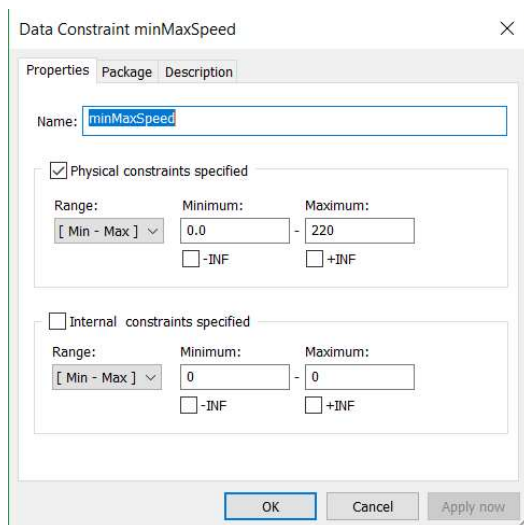 Data Constraint minMaxSpeed
Properties Package Description
Name: minMaxSpeed
Physical constraints specified
Range: Minimum: Maximum:
[ Min - Max ] 0.0 - 220
-INF +INF
Internal constraints specified
Range: Minimum: Maximum:
[ Min - Max ] 0 - 0
-INF +INF
OK Cancel Apply now